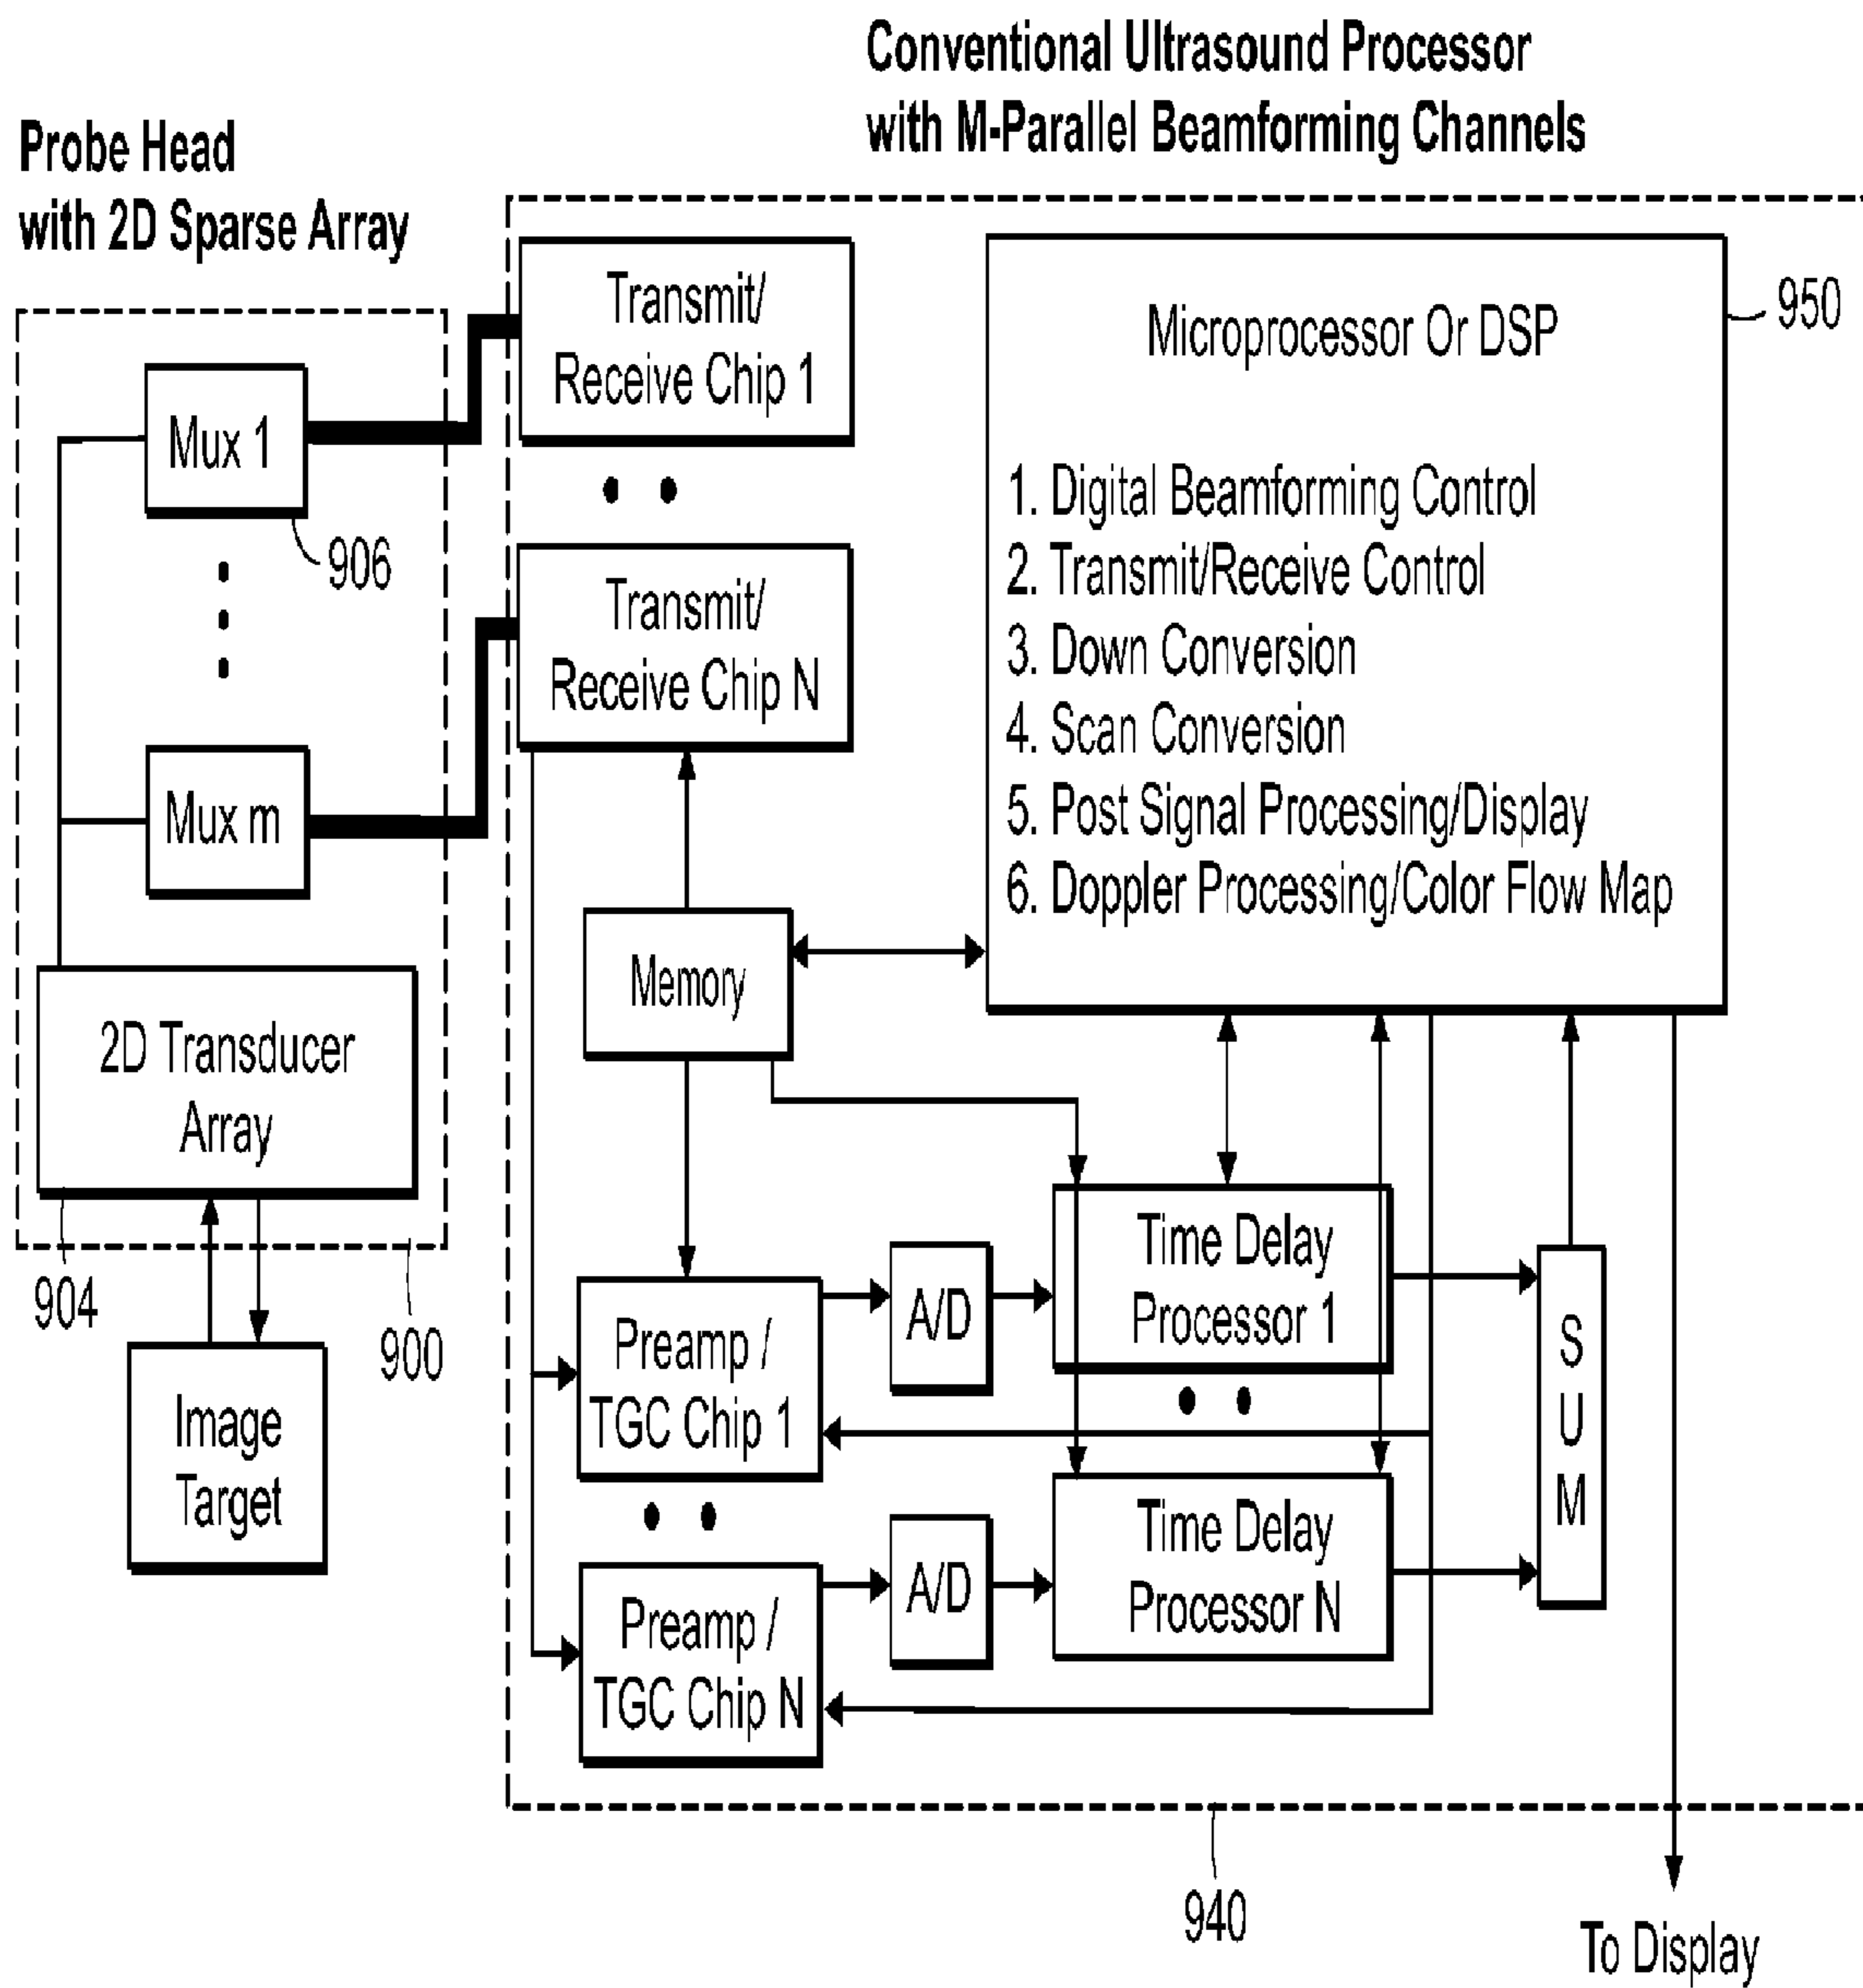 Conventional Ultrasound Processor
with M-Parallel Beamforming Channels
Probe Head
with 2D Sparse Array
Mux 1
906
Mux m
2D Transducer
Array
904
900
Image
Target
Transmit/
Receive Chip 1
Transmit/
Receive Chip N
Memory
Microprocessor Or DSP
950
1. Digital Beamforming Control
2. Transmit/Receive Control
3. Down Conversion
4. Scan Conversion
5. Post Signal Processing/Display
6. Doppler Processing/Color Flow Map
Preamp /
TGC Chip 1
A/D
Time Delay
Processor 1
Preamp /
TGC Chip N
A/D
Time Delay
Processor N
S
U
M
940
To Display